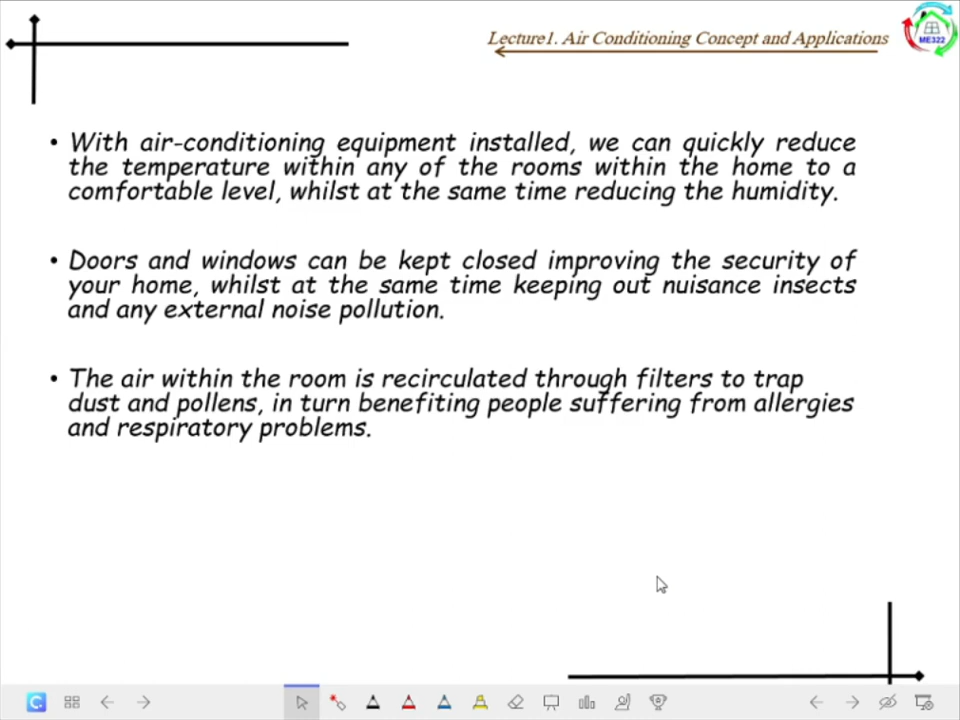 Lecture1. Air Conditioning Concept and Applications
ME322
• With air-conditioning equipment installed, we can quickly reduce
the temperature within any of the rooms within the home to a
comfortable level, whilst at the same time reducing the humidity.
• Doors and windows can be kept closed improving the security of
your home, whilst at the same time keeping out nuisance insects
and any external noise pollution.
• The air within the room is recirculated through filters to trap
dust and pollens, in turn benefiting people suffering from allergies
and respiratory problems.